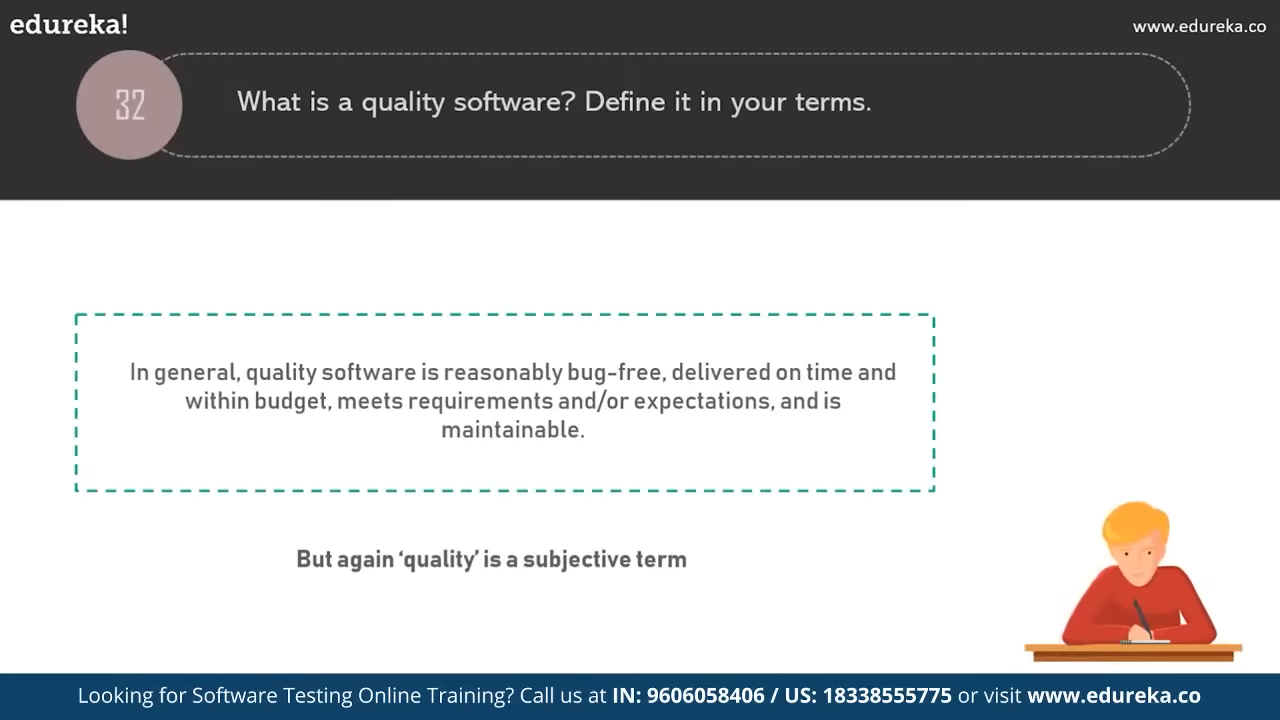 edureka!
www.edureka.co
32
What is a quality software? Define it in your terms.
In general, quality software is reasonably bug-free, delivered on time and
within budget, meets requirements and/or expectations, and is
maintainable.
But again ‘quality’ is a subjective term
Looking for Software Testing Online Training? Call us at IN: 9606058406 / US: 18338555775 or visit www.edureka.co